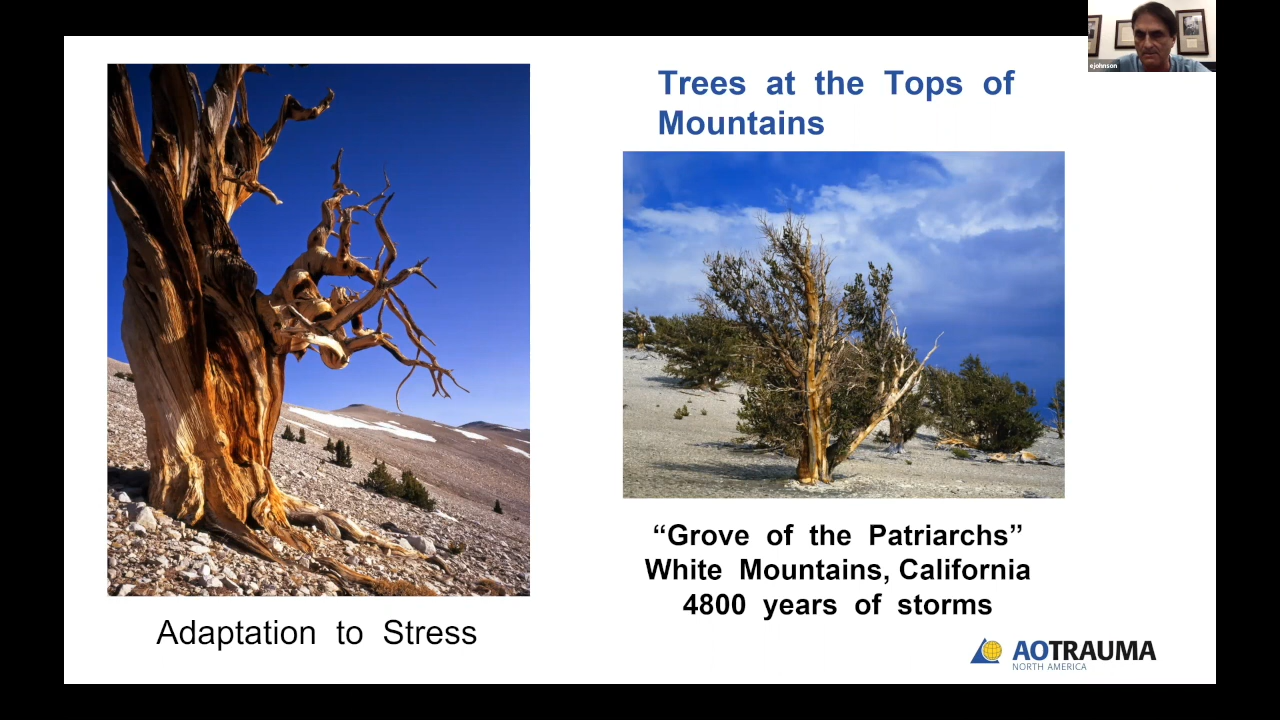 ejohnson
Trees at the Tops of
Mountains
“Grove of the Patriarchs”
White Mountains, California
4800 years of storms
Adaptation to Stress
AOTRAUMA
NORTH AMERICA